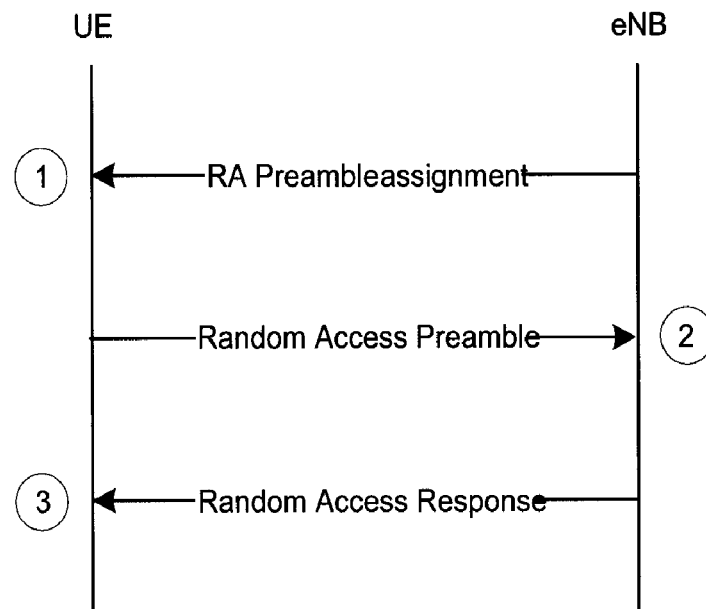 UE eNB
1 RA Preambleassignment
Random Access Preamble 2
3 Random Access Response